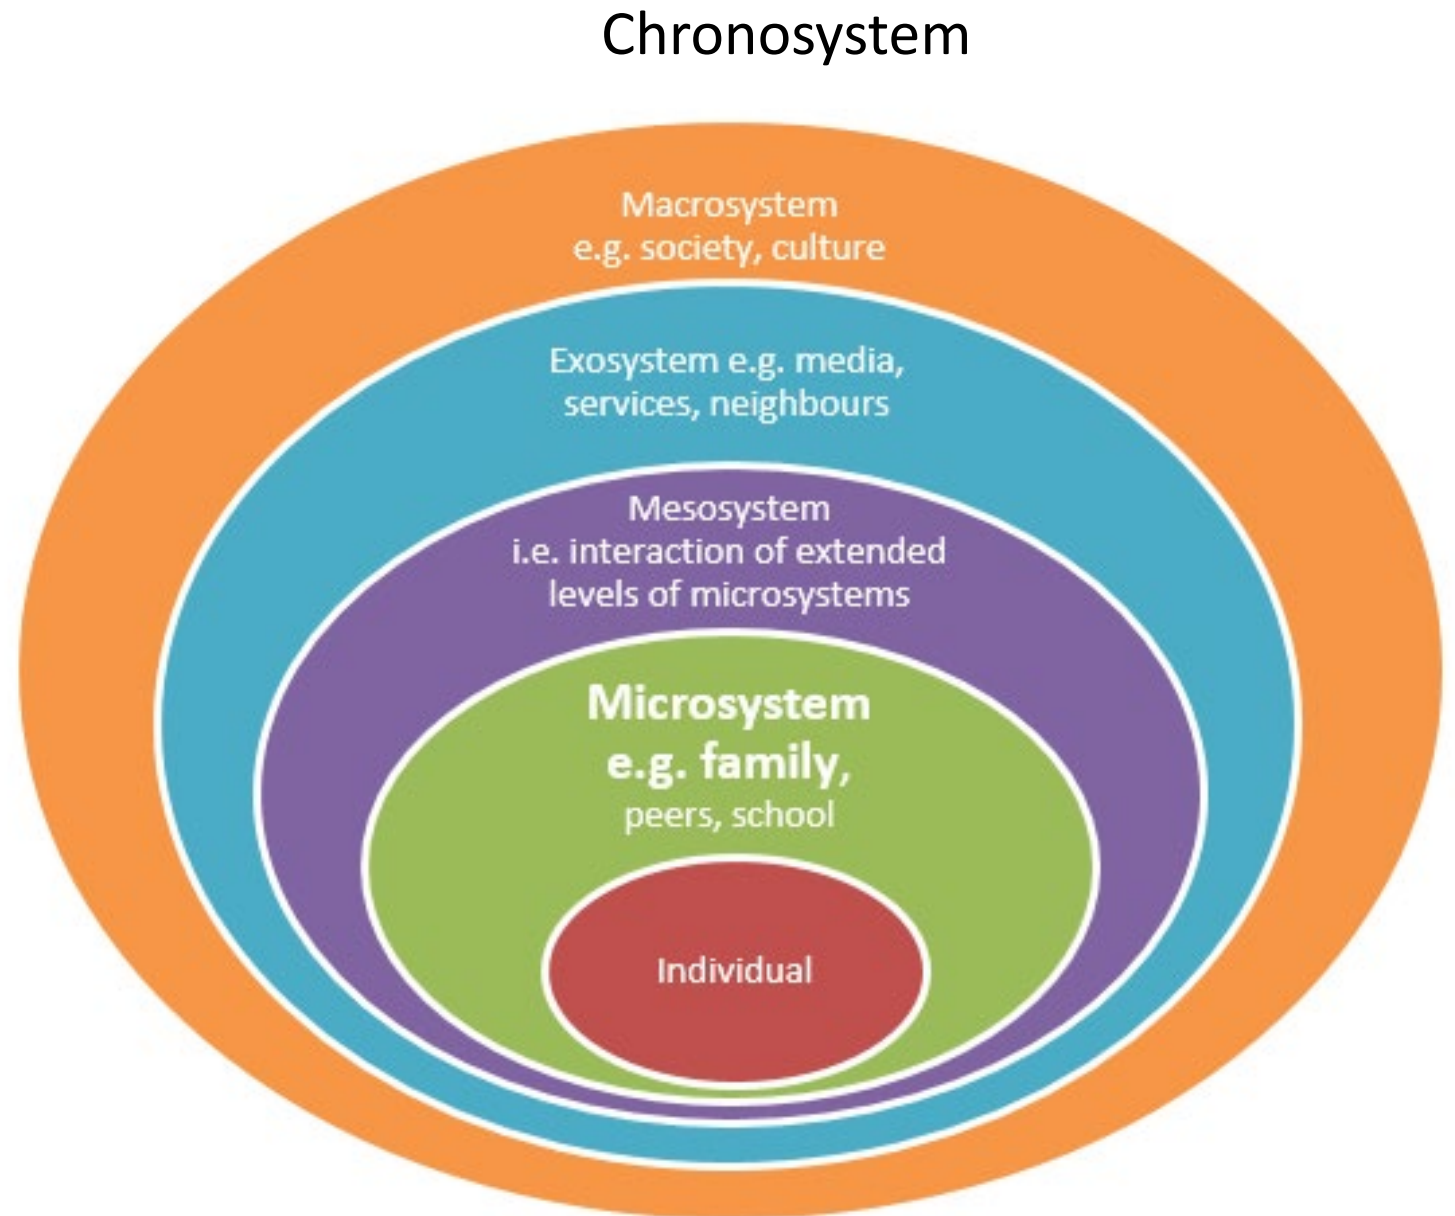 Chronosystem
Macrosystem
e.g. society, culture
Exosystem e.g. media,
services, neighbours
Mesosystem
i.e. interaction of extended
levels of microsystems
Microsystem
e.g. family,
peers, school
Individual